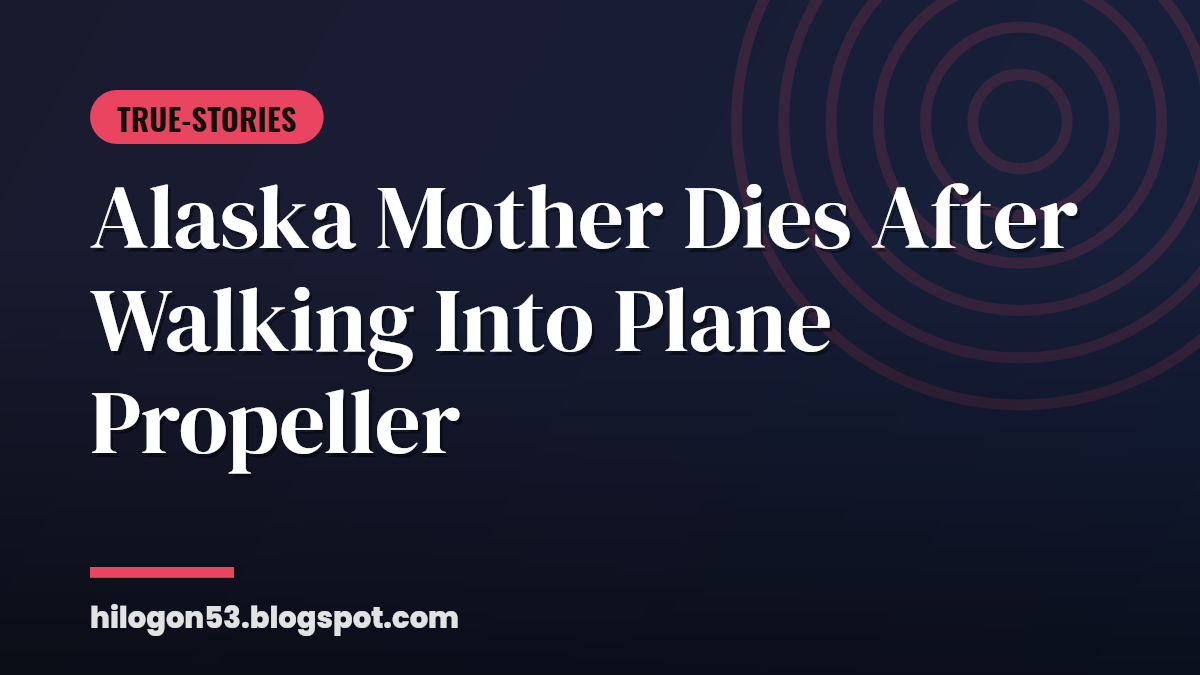 TRUE-STORIES
Alaska Mother Dies After
Walking Into Plane
Propeller
hilogon53.blogspot.com